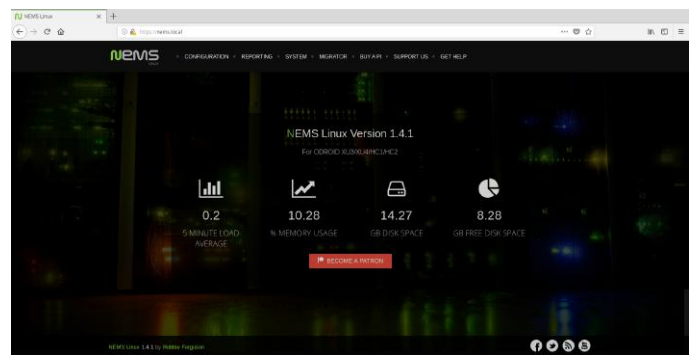 NEMS Linux
https://nems.local
NEMS
CONFIGURATION REPORTING SYSTEM MIGRATOR BUY A PI SUPPORT US GET HELP
NEMS Linux Version 1.4.1
For ODROID XU3/XU4/HC1/HC2
0.2
5 MINUTE LOAD
AVERAGE
10.28
% MEMORY USAGE
14.27
GB DISK SPACE
8.28
GB FREE DISK SPACE
BECOME A PATRON
NEMS Linux 1.4.1 by Robbie Ferguson